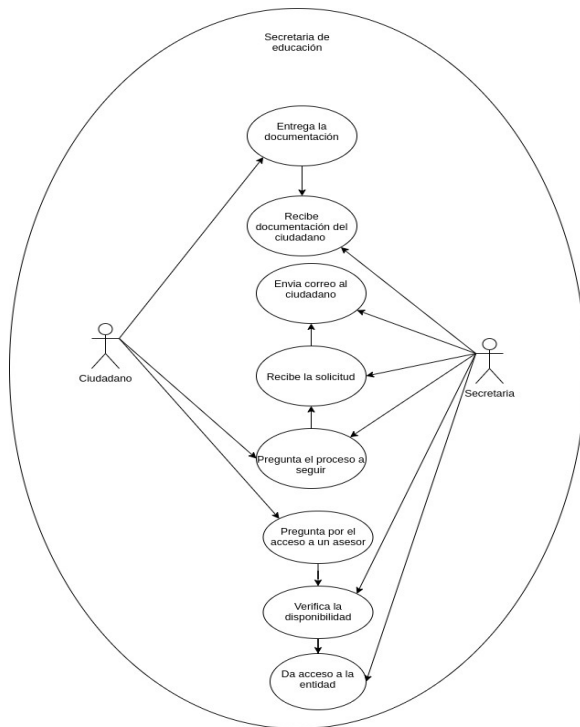 Secretaria de
educación
Entrega la
documentación
Recibe
documentación del
ciudadano
Envia correo al
ciudadano
Ciudadano
Recibe la solicitud
Secretaria
Pregunta el proceso a
seguir
Pregunta por el
acceso a un asesor
Verifica la
disponibilidad
Da acceso a la
entidad